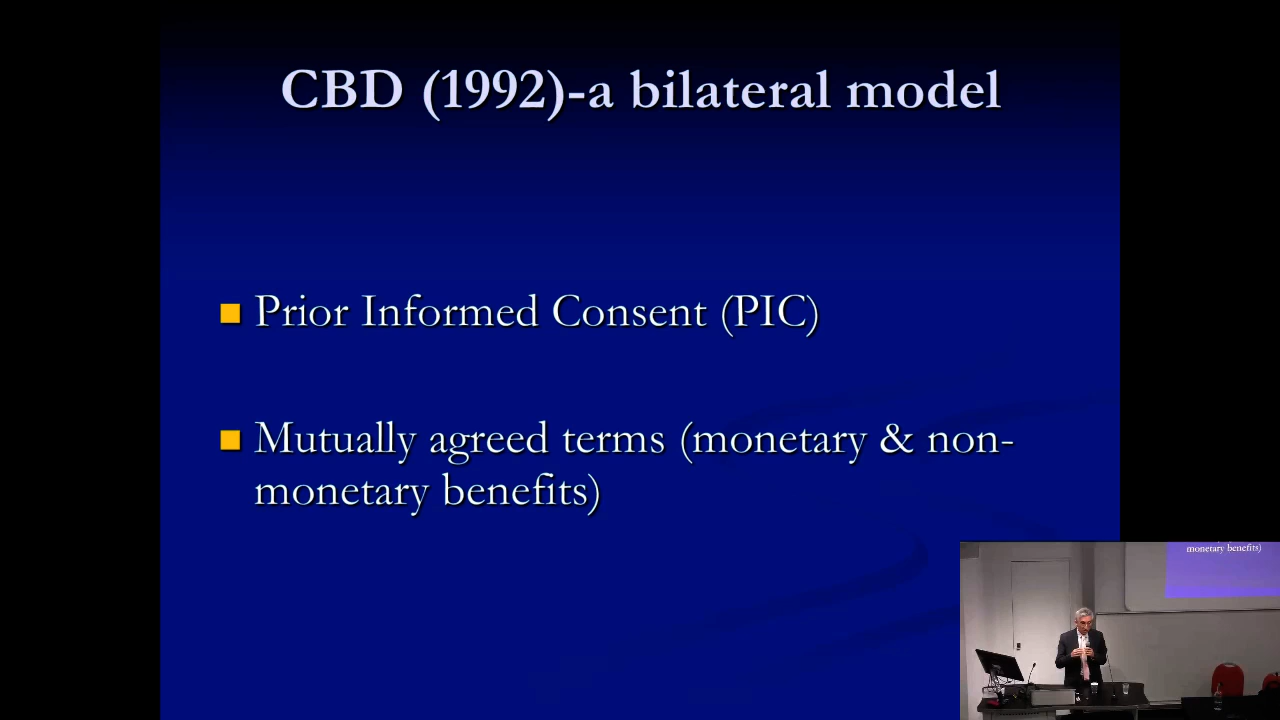 CBD (1992)-a bilateral model
Prior Informed Consent (PIC)
Mutually agreed terms (monetary & non-
monetary benefits)
monetary benefits)